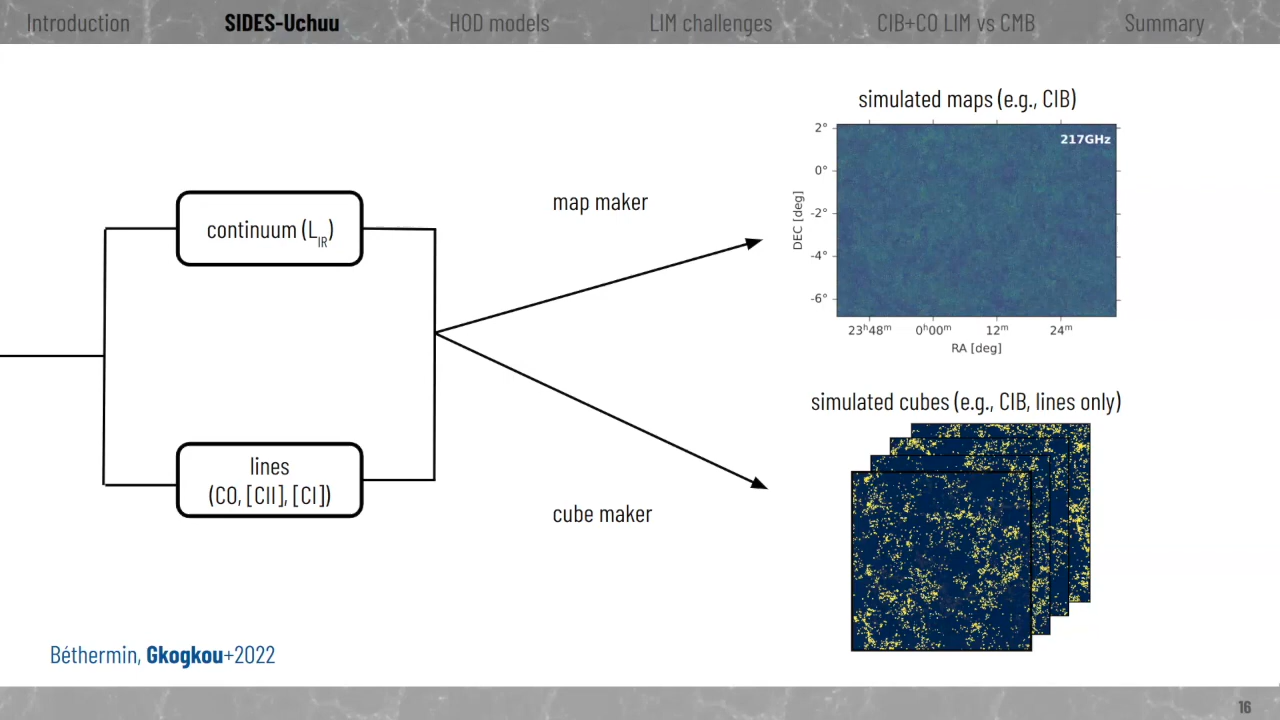 Introduction SIDES-Uchuu HOD models LIM challenges CIB+CO LIM vs CMB Summary
continuum (L_IR)
lines
(CO, [CII], [CI])
map maker
cube maker
simulated maps (e.g., CIB)
217GHz
2°
0°
-2°
-4°
-6°
DEC [deg]
23ʰ48ᵐ 0ʰ00ᵐ 12ᵐ 24ᵐ
RA [deg]
simulated cubes (e.g., CIB, lines only)
Béthermin, Gkogkou+2022
16